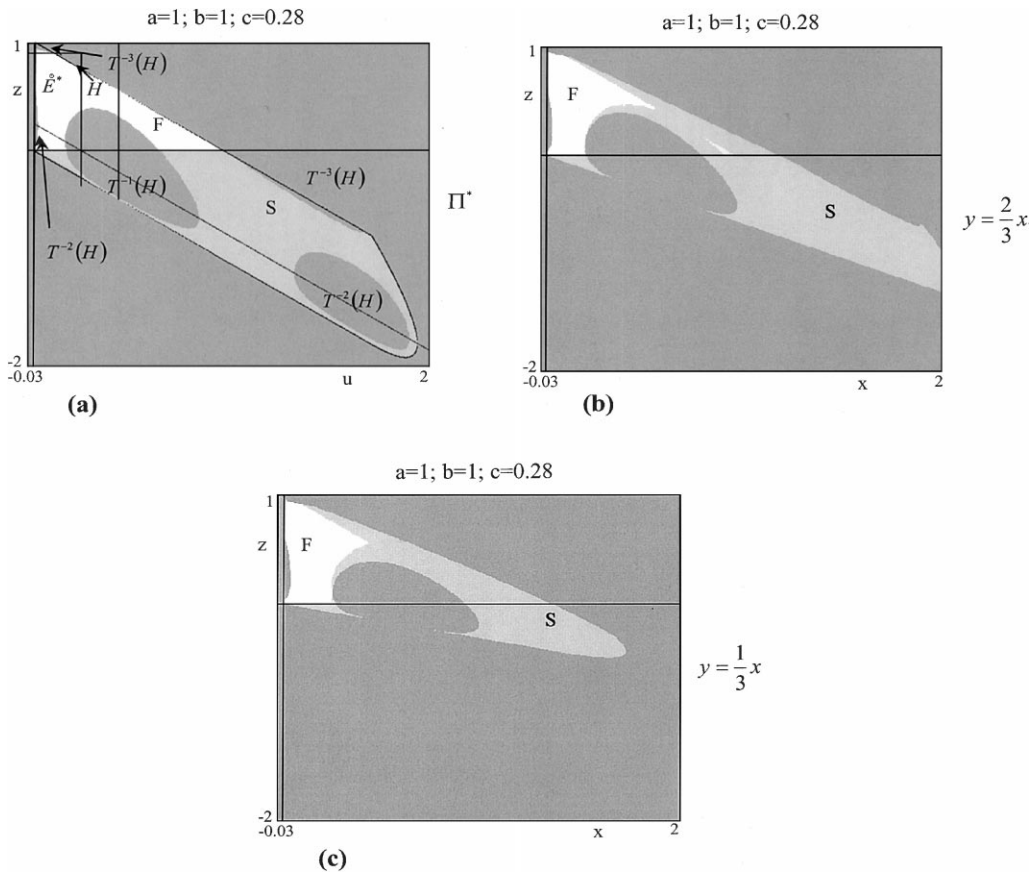 a=1; b=1; c=0.28
1
z
E̊*
T⁻³(H)
H
F
T⁻¹(H)
T⁻³(H)
S
T⁻²(H)
T⁻²(H)
-2
-0.03
u
2
Π*
(a)
a=1; b=1; c=0.28
1
z
F
S
-2
-0.03
x
2
y = 2/3 x
(b)
a=1; b=1; c=0.28
1
z
F
S
-2
-0.03
x
2
y = 1/3 x
(c)